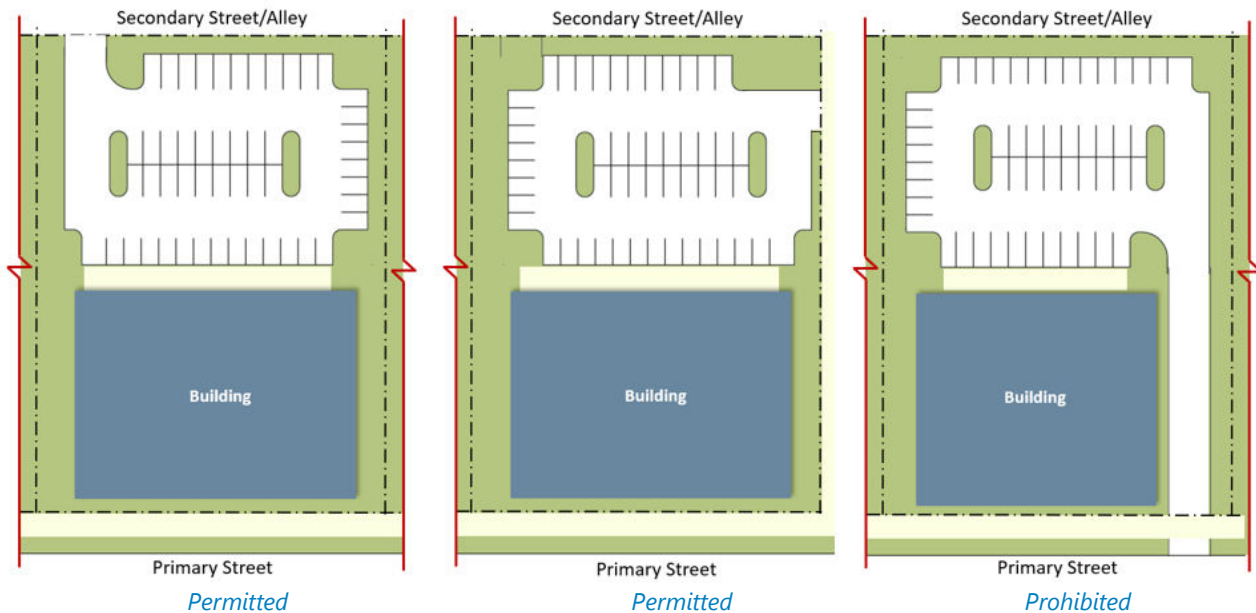 Secondary Street/Alley
Secondary Street/Alley
Secondary Street/Alley
Building
Building
Building
Primary Street
Primary Street
Primary Street
Permitted
Permitted
Prohibited